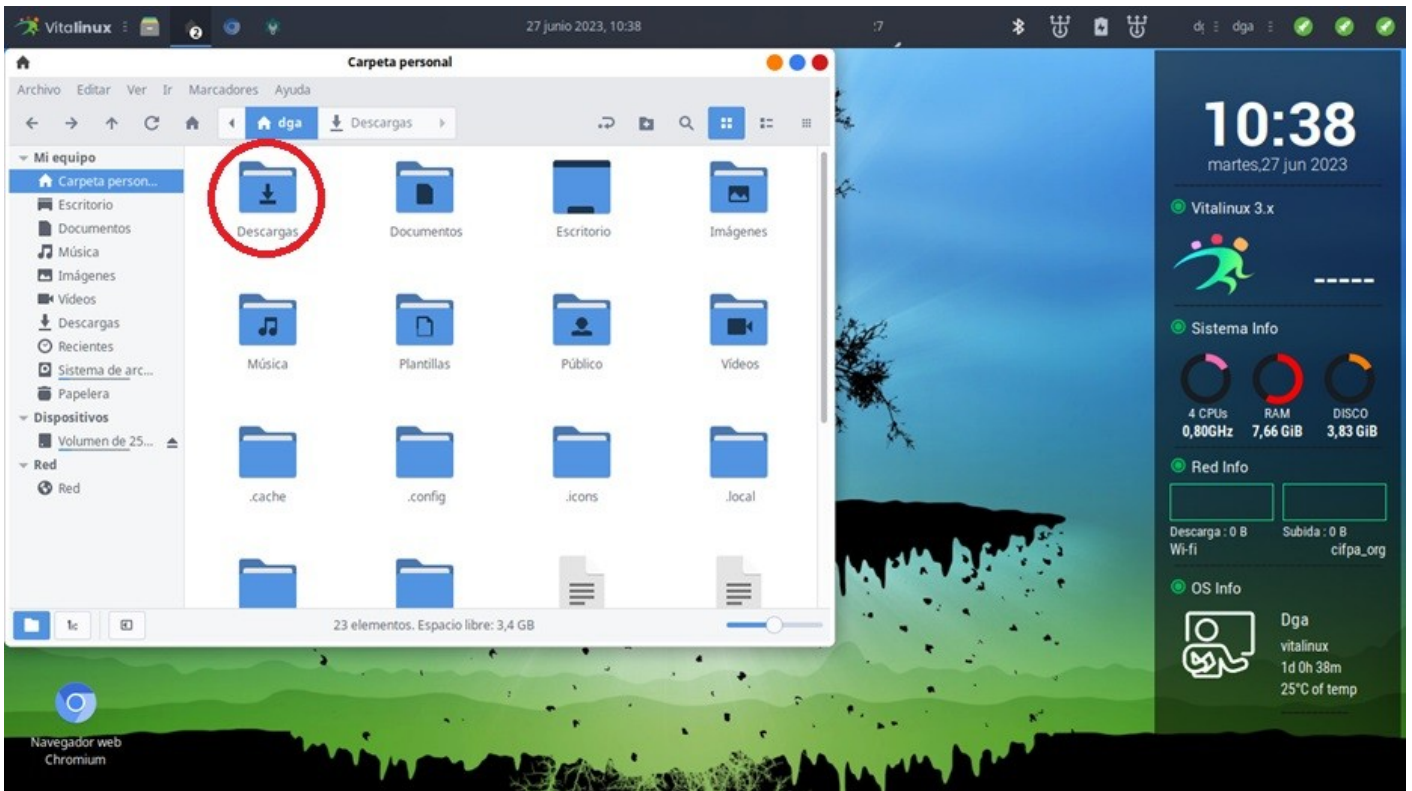 Vitalinux
2
27 junio 2023, 10:38
:7
dga
Carpeta personal
Archivo Editar Ver Ir Marcadores Ayuda
dga
Descargas
Mi equipo
Carpeta person...
Escritorio
Documentos
Música
Imágenes
Vídeos
Descargas
Recientes
Sistema de arc...
Papelera
Dispositivos
Volumen de 25...
Red
Red
Descargas Documentos Escritorio Imágenes
Música Plantillas Público Vídeos
.cache .config .icons .local
23 elementos. Espacio libre: 3,4 GB
Navegador web
Chromium
10:38
martes,27 jun 2023
Vitalinux 3.x
-----
Sistema Info
4 CPUs RAM DISCO
0,80GHz 7,66 GiB 3,83 GiB
Red Info
Descarga : 0 B Subida : 0 B
Wi-fi cifpa_org
OS Info
Dga
vitalinux
1d 0h 38m
25°C of temp